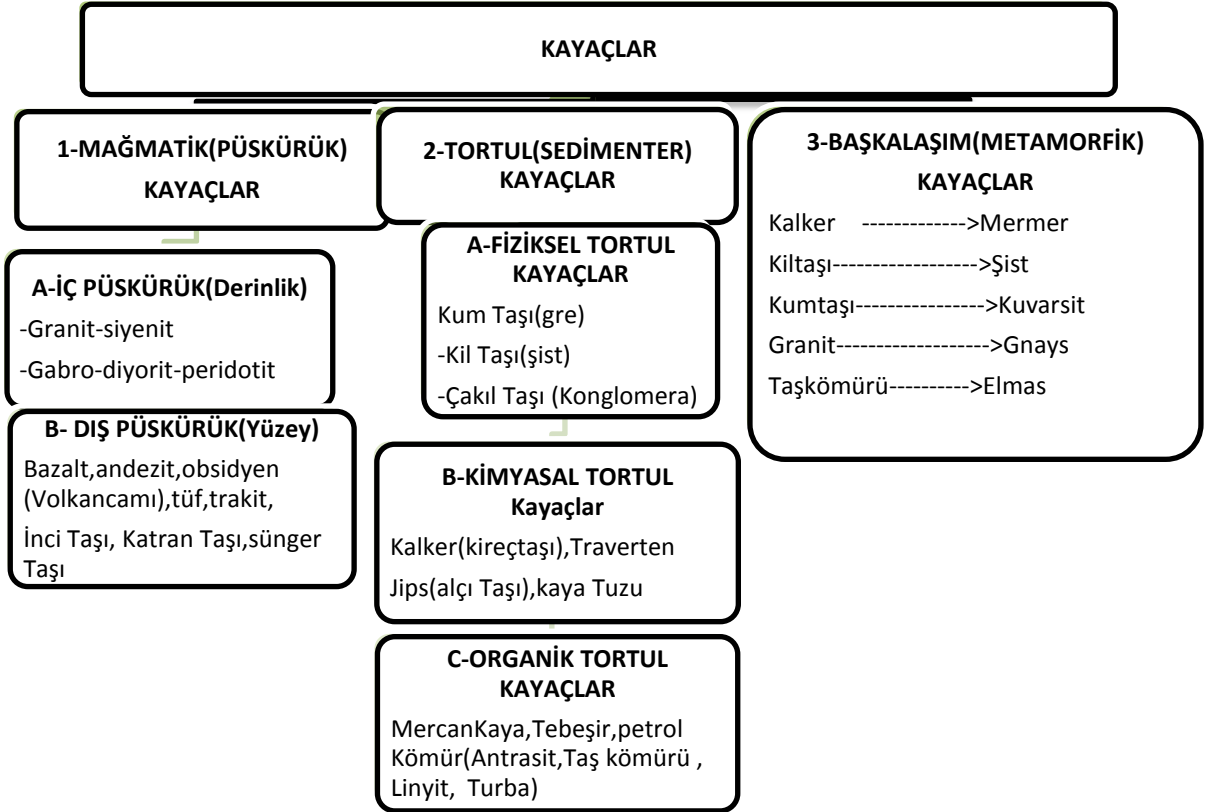 KAYAÇLAR
1-MAĞMATİK(PÜSKÜRÜK)
KAYAÇLAR
A-İÇ PÜSKÜRÜK(Derinlik)
-Granit-siyenit
-Gabro-diyorit-peridotit
B- DIŞ PÜSKÜRÜK(Yüzey)
Bazalt,andezit,obsidyen
(Volkancamı),tüf,trakit,
İnci Taşı, Katran Taşı,sünger
Taşı
2-TORTUL(SEDİMENTER)
KAYAÇLAR
A-FİZİKSEL TORTUL
KAYAÇLAR
Kum Taşı(gre)
-Kil Taşı(şist)
-Çakıl Taşı (Konglomera)
B-KİMYASAL TORTUL
Kayaçlar
Kalker(kireçtaşı),Traverten
Jips(alçı Taşı),kaya Tuzu
C-ORGANİK TORTUL
KAYAÇLAR
MercanKaya,Tebeşir,petrol
Kömür(Antrasit,Taş kömürü ,
Linyit, Turba)
3-BAŞKALAŞIM(METAMORFİK)
KAYAÇLAR
Kalker ------------->Mermer
Kiltaşı------------------>Şist
Kumtaşı---------------->Kuvarsit
Granit------------------->Gnays
Taşkömürü---------->Elmas